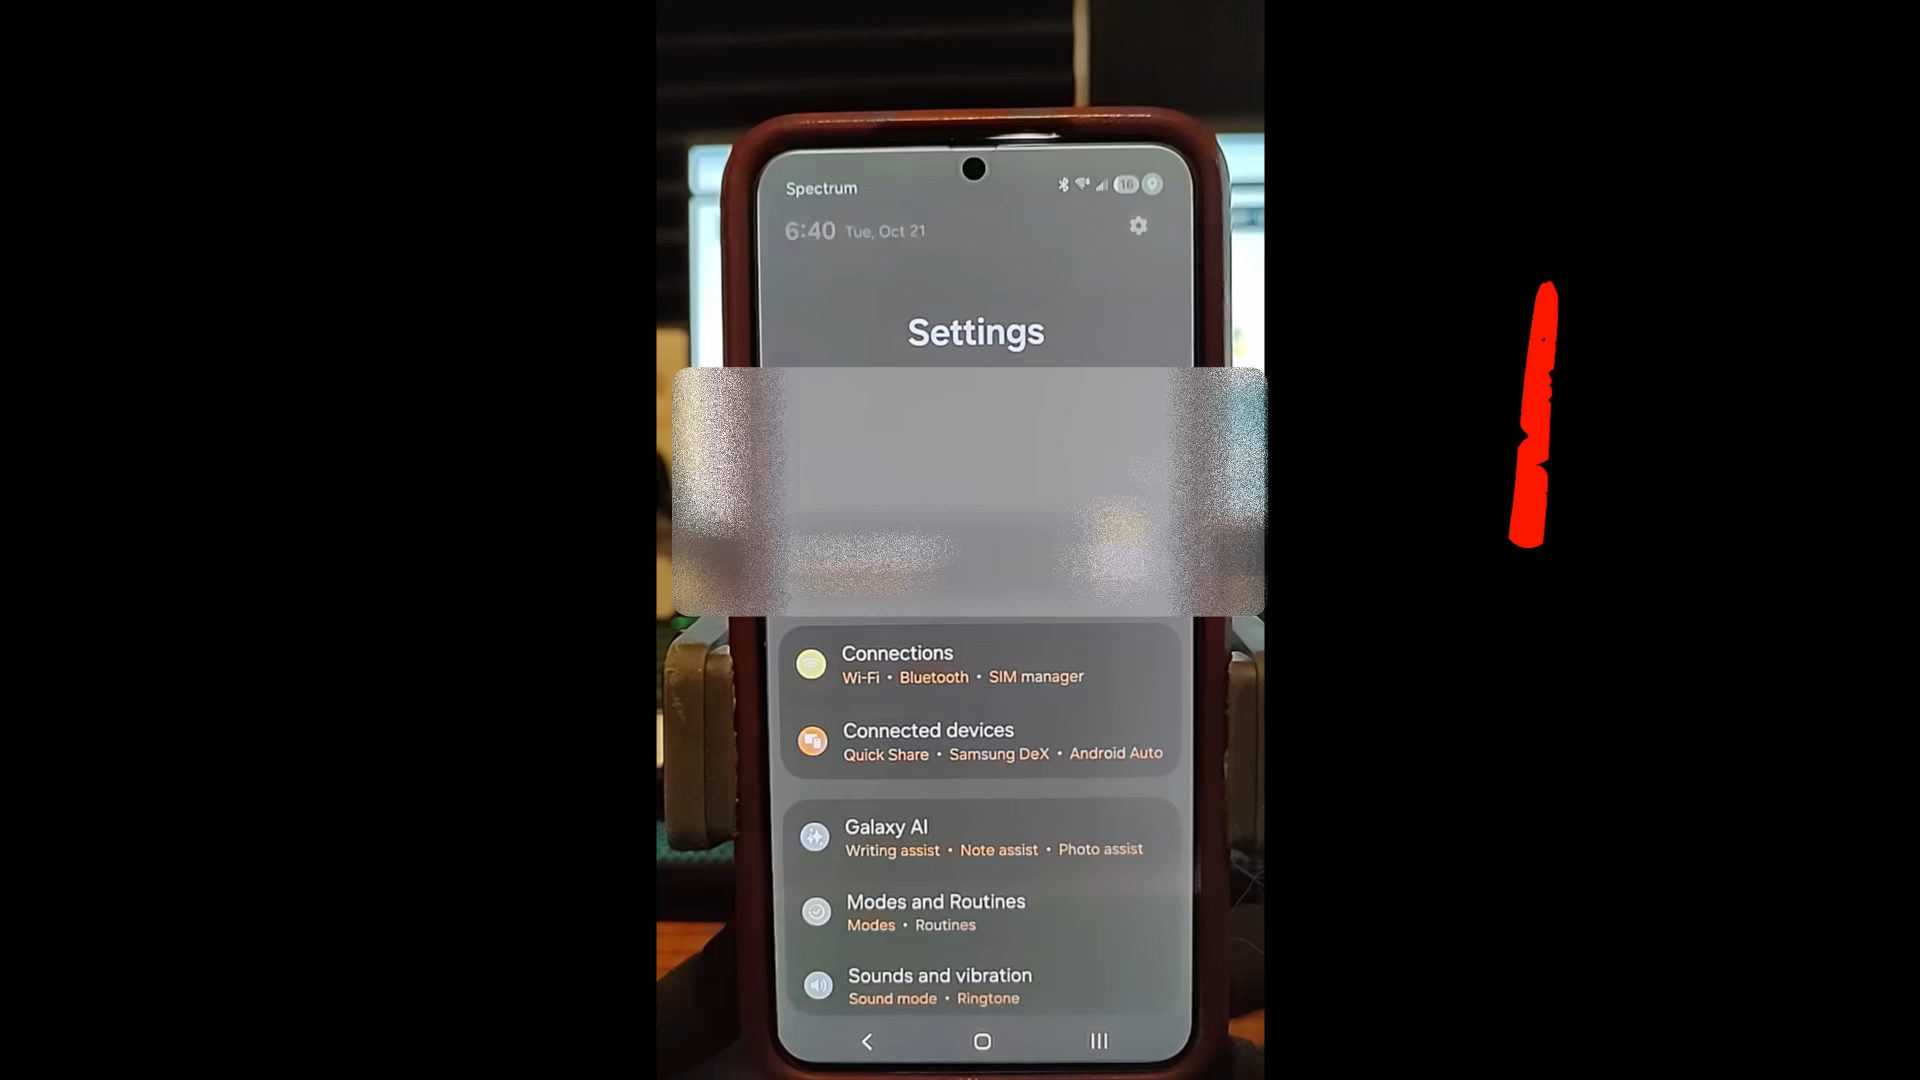 Spectrum
16
6:40 Tue, Oct 21
Settings
Connections
Wi-Fi • Bluetooth • SIM manager
Connected devices
Quick Share • Samsung DeX • Android Auto
Galaxy AI
Writing assist • Note assist • Photo assist
Modes and Routines
Modes • Routines
Sounds and vibration
Sound mode • Ringtone